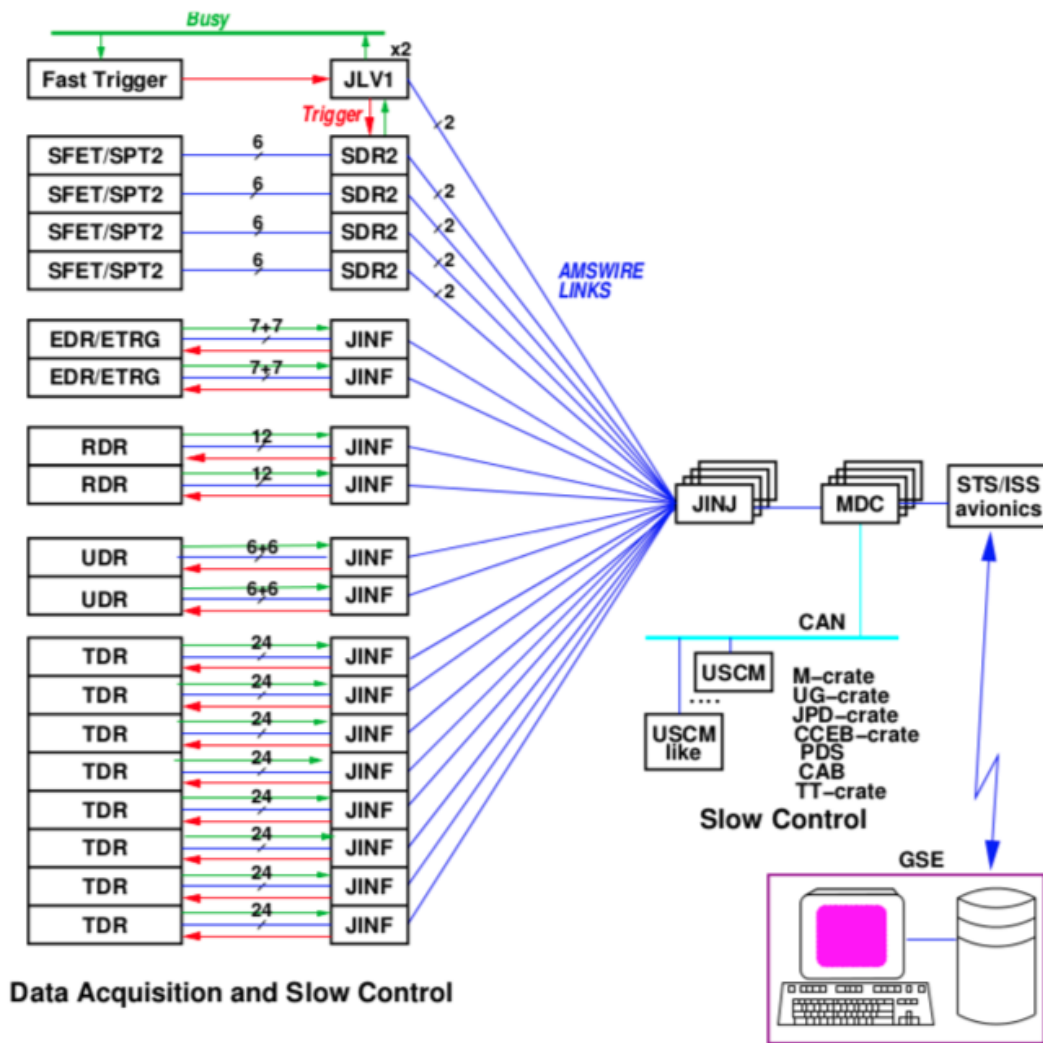 Busy
x2
Fast Trigger
JLV1
Trigger
2
SFET/SPT2
6
SDR2
SFET/SPT2
6
SDR2
2
SFET/SPT2
6
SDR2
2
SFET/SPT2
6
SDR2
2
2
AMSWIRE
LINKS
EDR/ETRG
7+7
JINF
EDR/ETRG
7+7
JINF
RDR
12
JINF
RDR
12
JINF
UDR
6+6
JINF
UDR
6+6
JINF
TDR
24
JINF
TDR
24
JINF
TDR
24
JINF
TDR
24
JINF
TDR
24
JINF
TDR
24
JINF
TDR
24
JINF
TDR
24
JINF
JINJ
MDC
STS/ISS
avionics
CAN
USCM
....
USCM
like
M-crate
UG-crate
JPD-crate
CCEB-crate
PDS
CAB
TT-crate
Slow Control
GSE
Data Acquisition and Slow Control